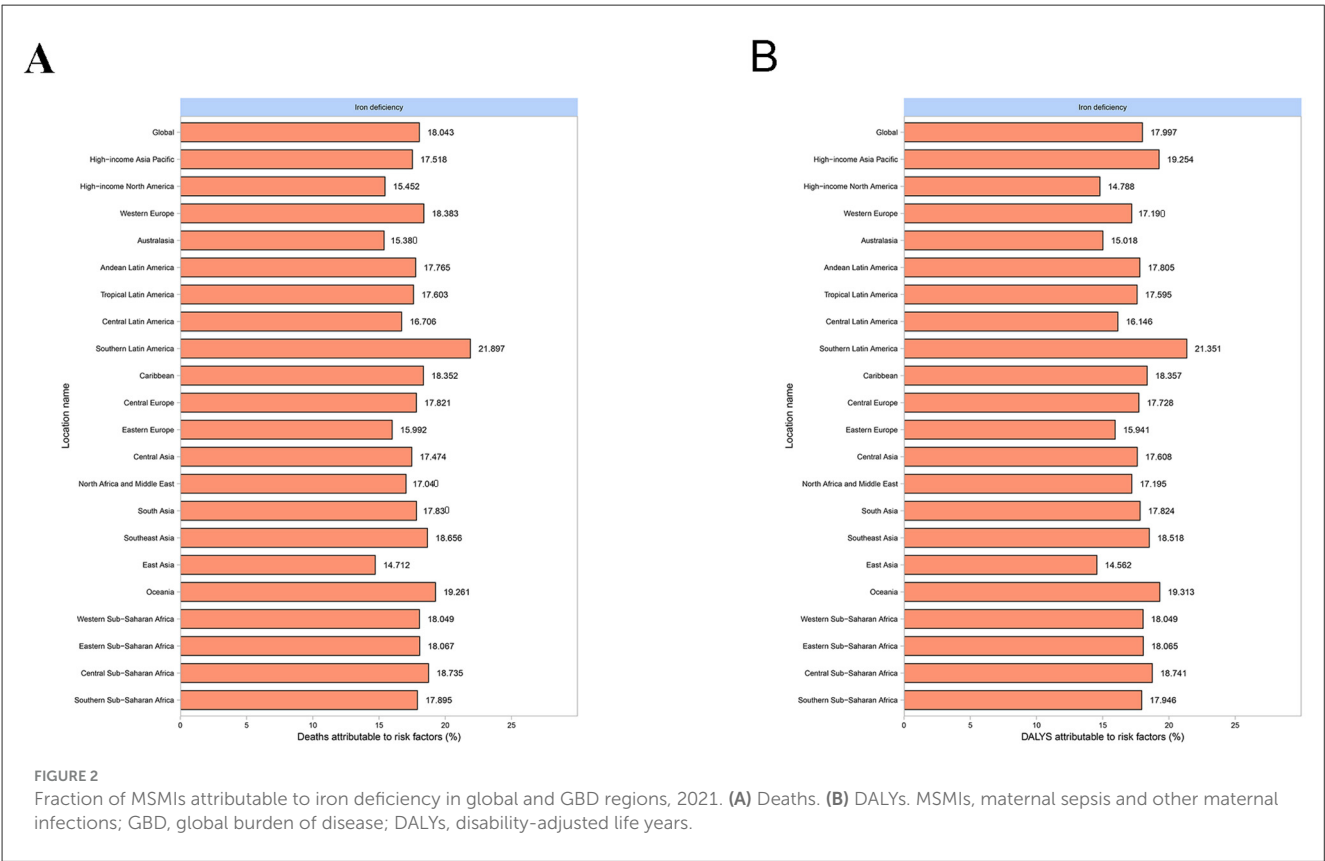 A
Iron deficiency
Global 18.043
High-income Asia Pacific 17.518
High-income North America 15.452
Western Europe 18.383
Australasia 15.38▯
Andean Latin America 17.765
Tropical Latin America 17.603
Central Latin America 16.706
Southern Latin America 21.897
Caribbean 18.352
Central Europe 17.821
Eastern Europe 15.992
Central Asia 17.474
North Africa and Middle East 17.04▯
South Asia 17.83▯
Southeast Asia 18.656
East Asia 14.712
Oceania 19.261
Western Sub-Saharan Africa 18.049
Eastern Sub-Saharan Africa 18.067
Central Sub-Saharan Africa 18.735
Southern Sub-Saharan Africa 17.895
Location name
0 5 10 15 20 25
Deaths attributable to risk factors (%)
B
Iron deficiency
Global 17.997
High-income Asia Pacific 19.254
High-income North America 14.788
Western Europe 17.19▯
Australasia 15.018
Andean Latin America 17.805
Tropical Latin America 17.595
Central Latin America 16.146
Southern Latin America 21.351
Caribbean 18.357
Central Europe 17.728
Eastern Europe 15.941
Central Asia 17.608
North Africa and Middle East 17.195
South Asia 17.824
Southeast Asia 18.518
East Asia 14.562
Oceania 19.313
Western Sub-Saharan Africa 18.049
Eastern Sub-Saharan Africa 18.065
Central Sub-Saharan Africa 18.741
Southern Sub-Saharan Africa 17.946
Location name
0 5 10 15 20 25
DALYS attributable to risk factors (%)
FIGURE 2
Fraction of MSMIs attributable to iron deficiency in global and GBD regions, 2021. (A) Deaths. (B) DALYs. MSMIs, maternal sepsis and other maternal
infections; GBD, global burden of disease; DALYs, disability-adjusted life years.